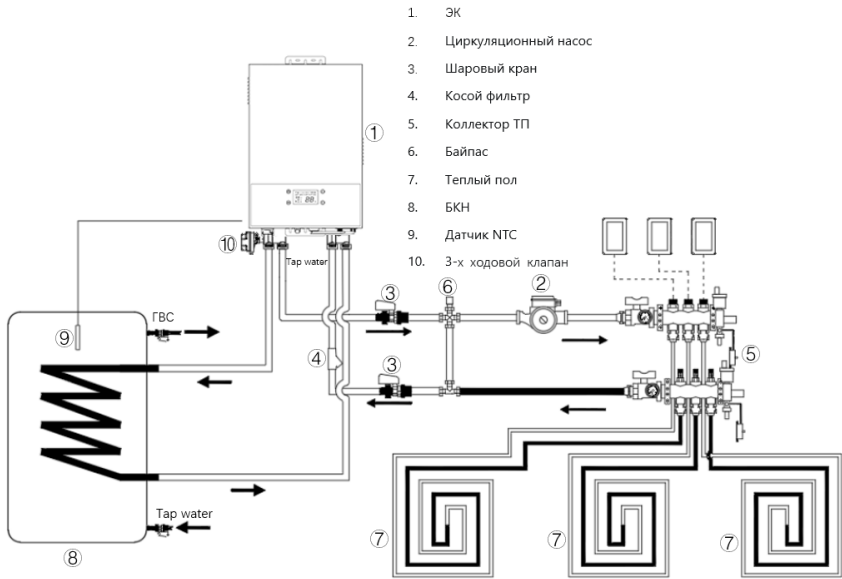 1. ЭК
2. Циркуляционный насос
3. Шаровый кран
4. Косой фильтр
5. Коллектор ТП
6. Байпас
7. Теплый пол
8. БКН
9. Датчик NTC
10. 3-х ходовой клапан
①
⑩
Tap water
③
⑥
②
ГВС
⑨
④
③
⑤
Tap water
⑦
⑦
⑦
⑧